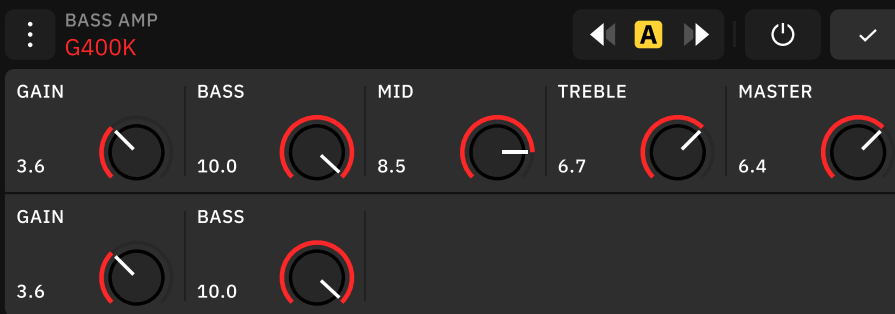 BASS AMP
G400K
A
GAIN BASS MID TREBLE MASTER
3.6 10.0 8.5 6.7 6.4
GAIN BASS
3.6 10.0